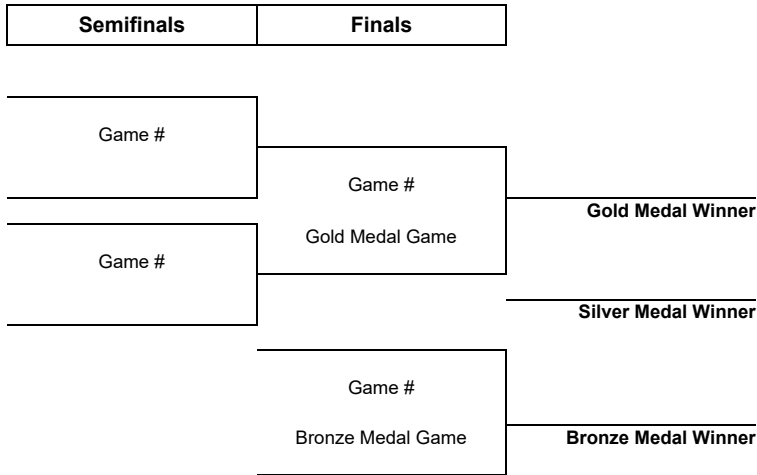 Semifinals Finals
Game #
Game #
Gold Medal Winner
Gold Medal Game
Game #
Silver Medal Winner
Game #
Bronze Medal Game Bronze Medal Winner